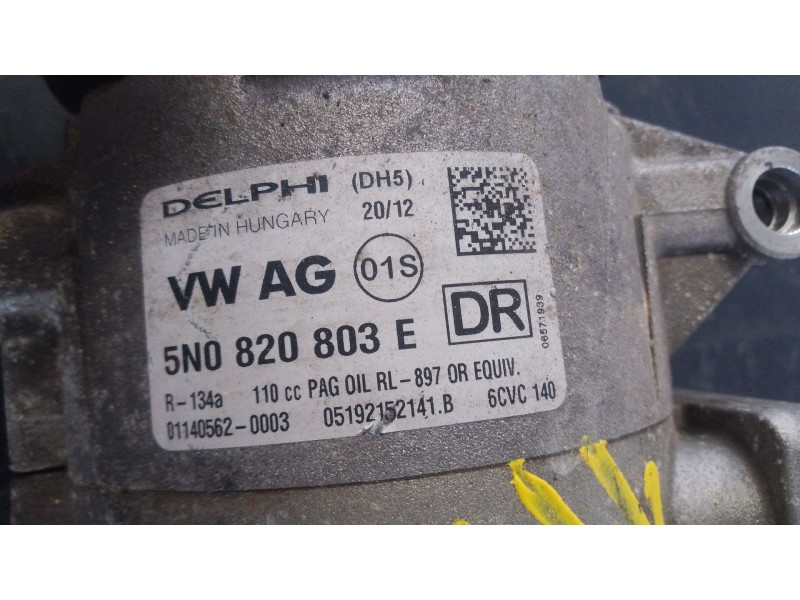 DELPHI (DH5)
MADE IN HUNGARY 20/12
VW AG 01S
5N0 820 803 E DR
06571939
R-134a 110 cc PAG OIL RL-897 OR EQUIV.
01140562-0003 05192152141.B 6CVC 140